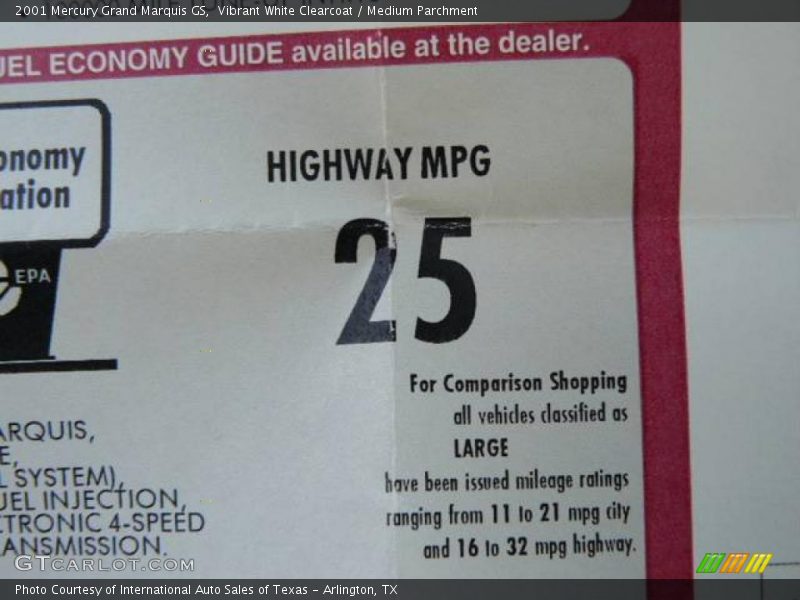 2001 Mercury Grand Marquis GS, Vibrant White Clearcoat / Medium Parchment
UEL ECONOMY GUIDE available at the dealer.
onomy
ation
HIGHWAY MPG
EPA
25
For Comparison Shopping
all vehicles classified as
LARGE
have been issued mileage ratings
ranging from 11 to 21 mpg city
and 16 to 32 mpg highway.
ARQUIS,
E,
L SYSTEM),
UEL INJECTION,
CTRONIC 4-SPEED
ANSMISSION.
GTCARLOT.COM
Photo Courtesy of International Auto Sales of Texas - Arlington, TX